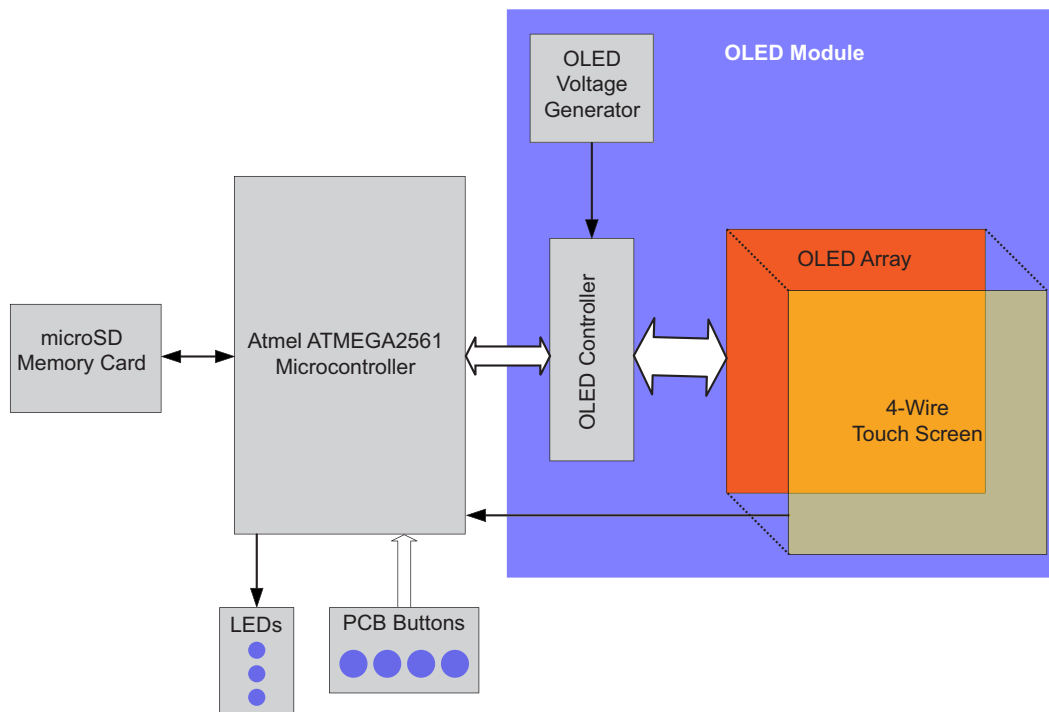 OLED Module
OLED
Voltage
Generator
OLED Array
OLED Controller
microSD
Memory Card
Atmel ATMEGA2561
Microcontroller
4-Wire
Touch Screen
LEDs
PCB Buttons